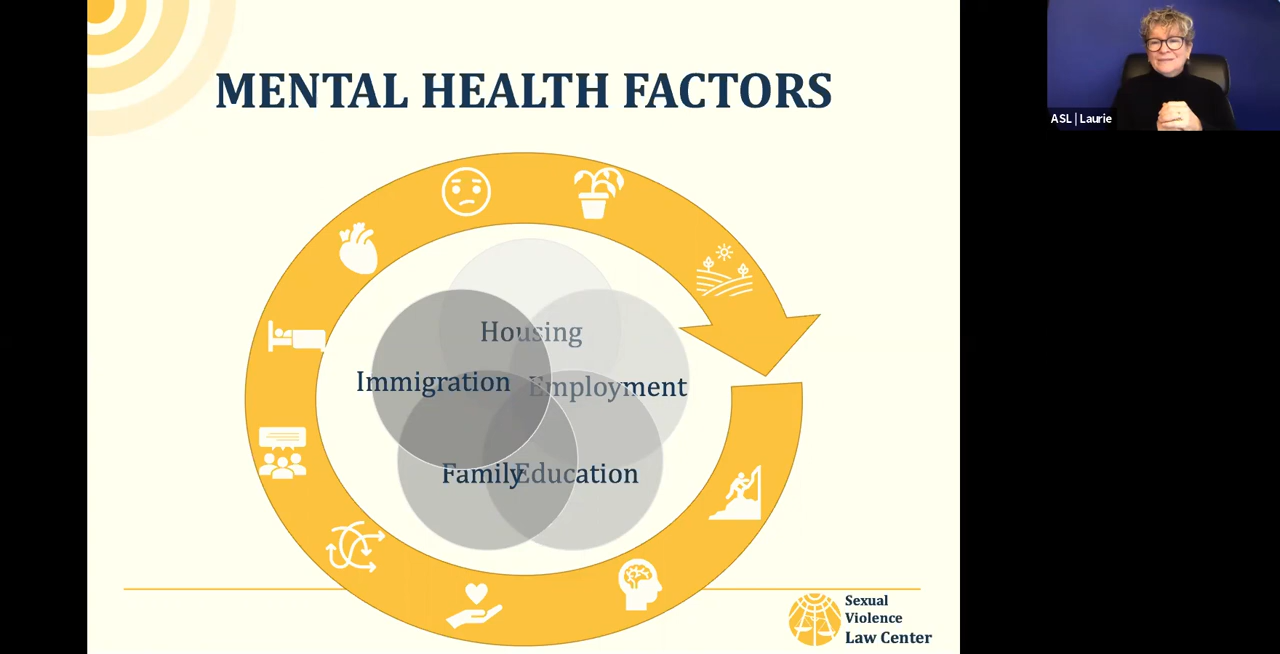 MENTAL HEALTH FACTORS
ASL | Laurie
Housing
Immigration
Employment
Family
Education
Sexual
Violence
Law Center